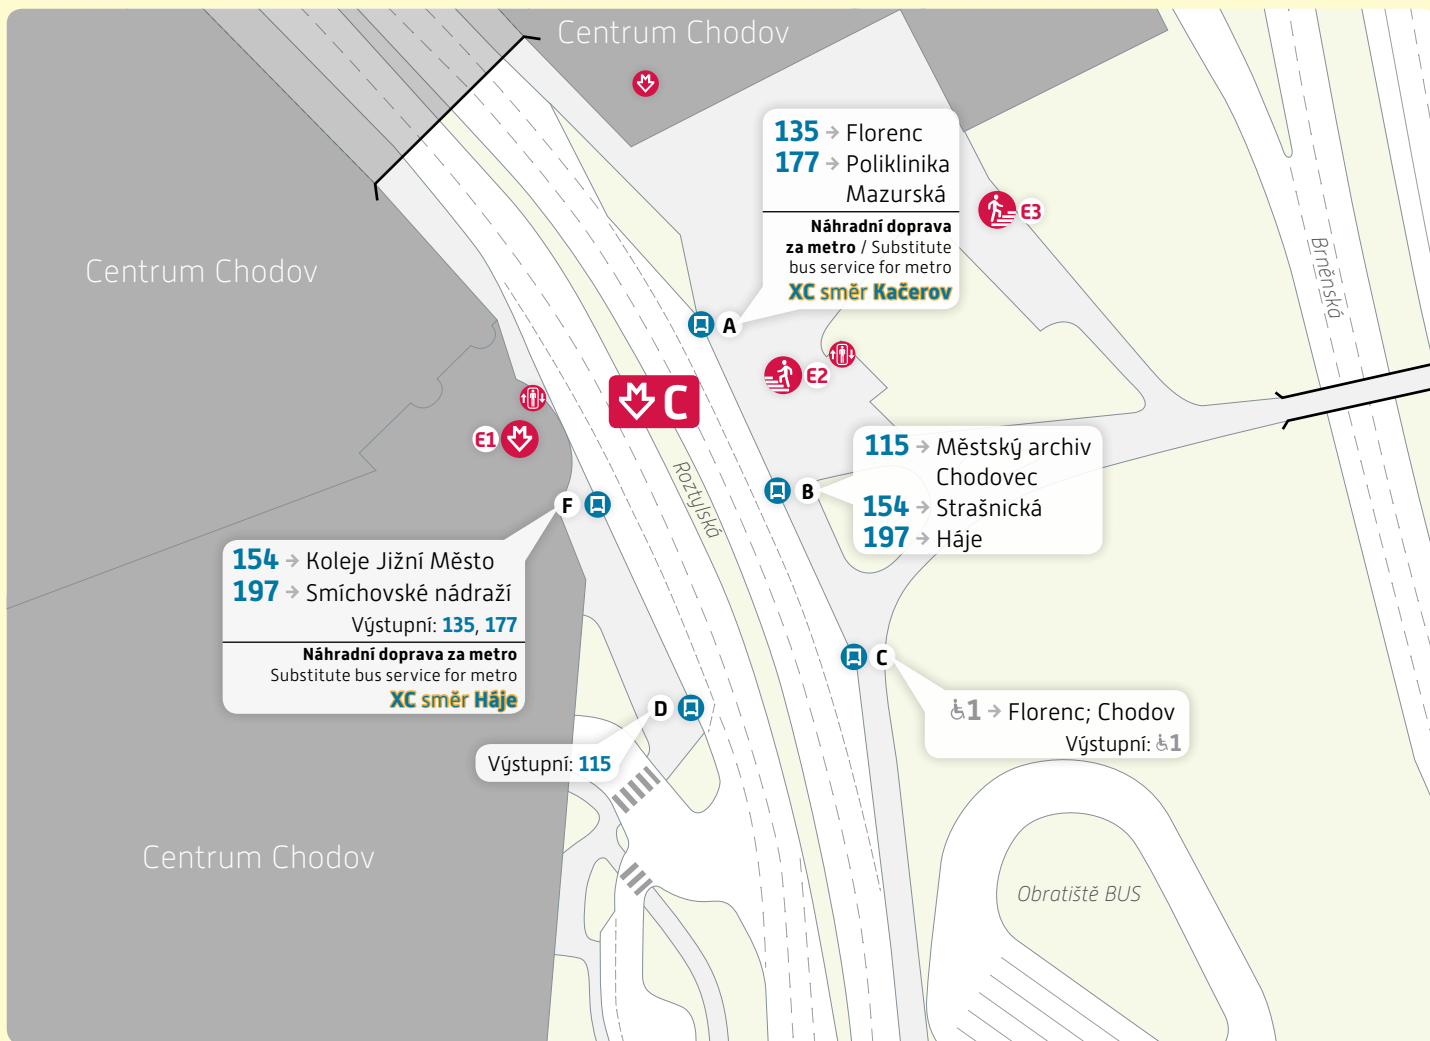 Centrum Chodov
135 → Florenc
177 → Poliklinika
Mazurská
Náhradní doprava
za metro / Substitute
bus service for metro
XC směr Kačerov
A
E3
Brněnská
Centrum Chodov
E2
C
E1
115 → Městský archiv
Chodovec
154 → Strašnická
197 → Háje
B
Roztylská
F
154 → Koleje Jižní Město
197 → Smíchovské nádraží
Výstupní: 135, 177
Náhradní doprava za metro
Substitute bus service for metro
XC směr Háje
C
1 → Florenc; Chodov
Výstupní: 1
D
Výstupní: 115
Centrum Chodov
Obratiště BUS